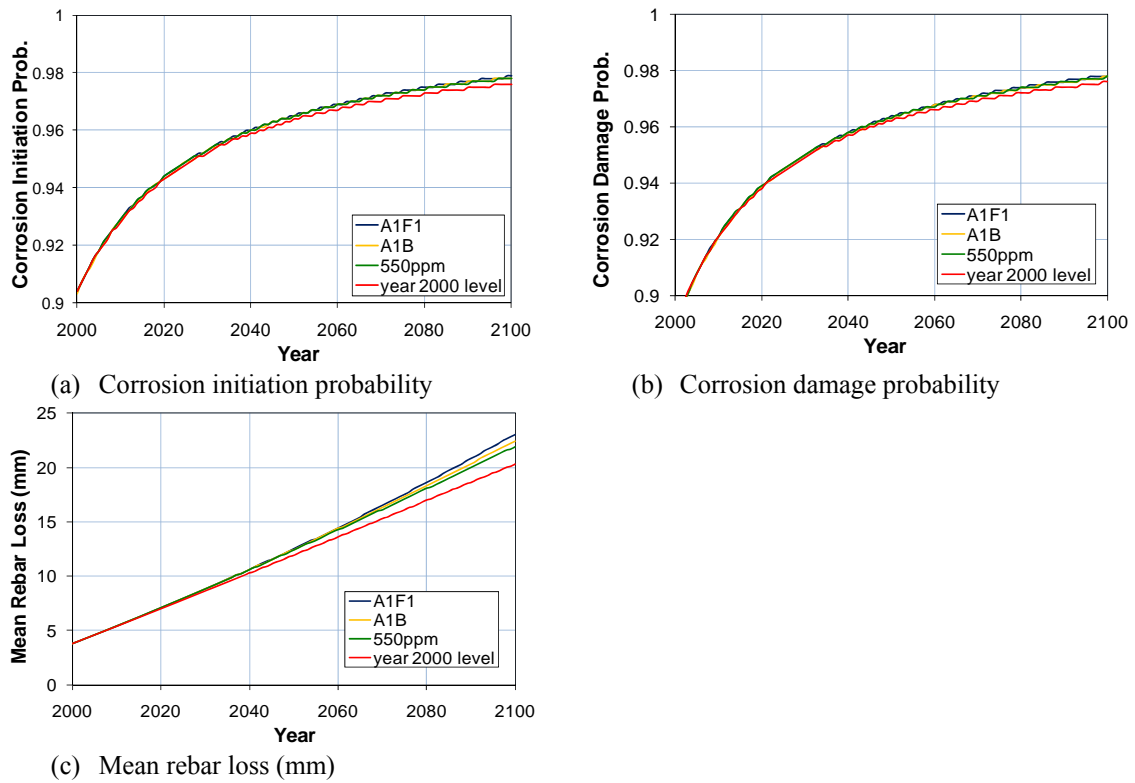 Corrosion Initiation Prob.
1
0.98
0.96
0.94
0.92
0.9
A1F1
A1B
550ppm
year 2000 level
2000 2020 2040 2060 2080 2100
Year
(a) Corrosion initiation probability
Corrosion Damage Prob.
1
0.98
0.96
0.94
0.92
0.9
A1F1
A1B
550ppm
year 2000 level
2000 2020 2040 2060 2080 2100
Year
(b) Corrosion damage probability
Mean Rebar Loss (mm)
25
20
15
10
5
0
A1F1
A1B
550ppm
year 2000 level
2000 2020 2040 2060 2080 2100
Year
(c) Mean rebar loss (mm)